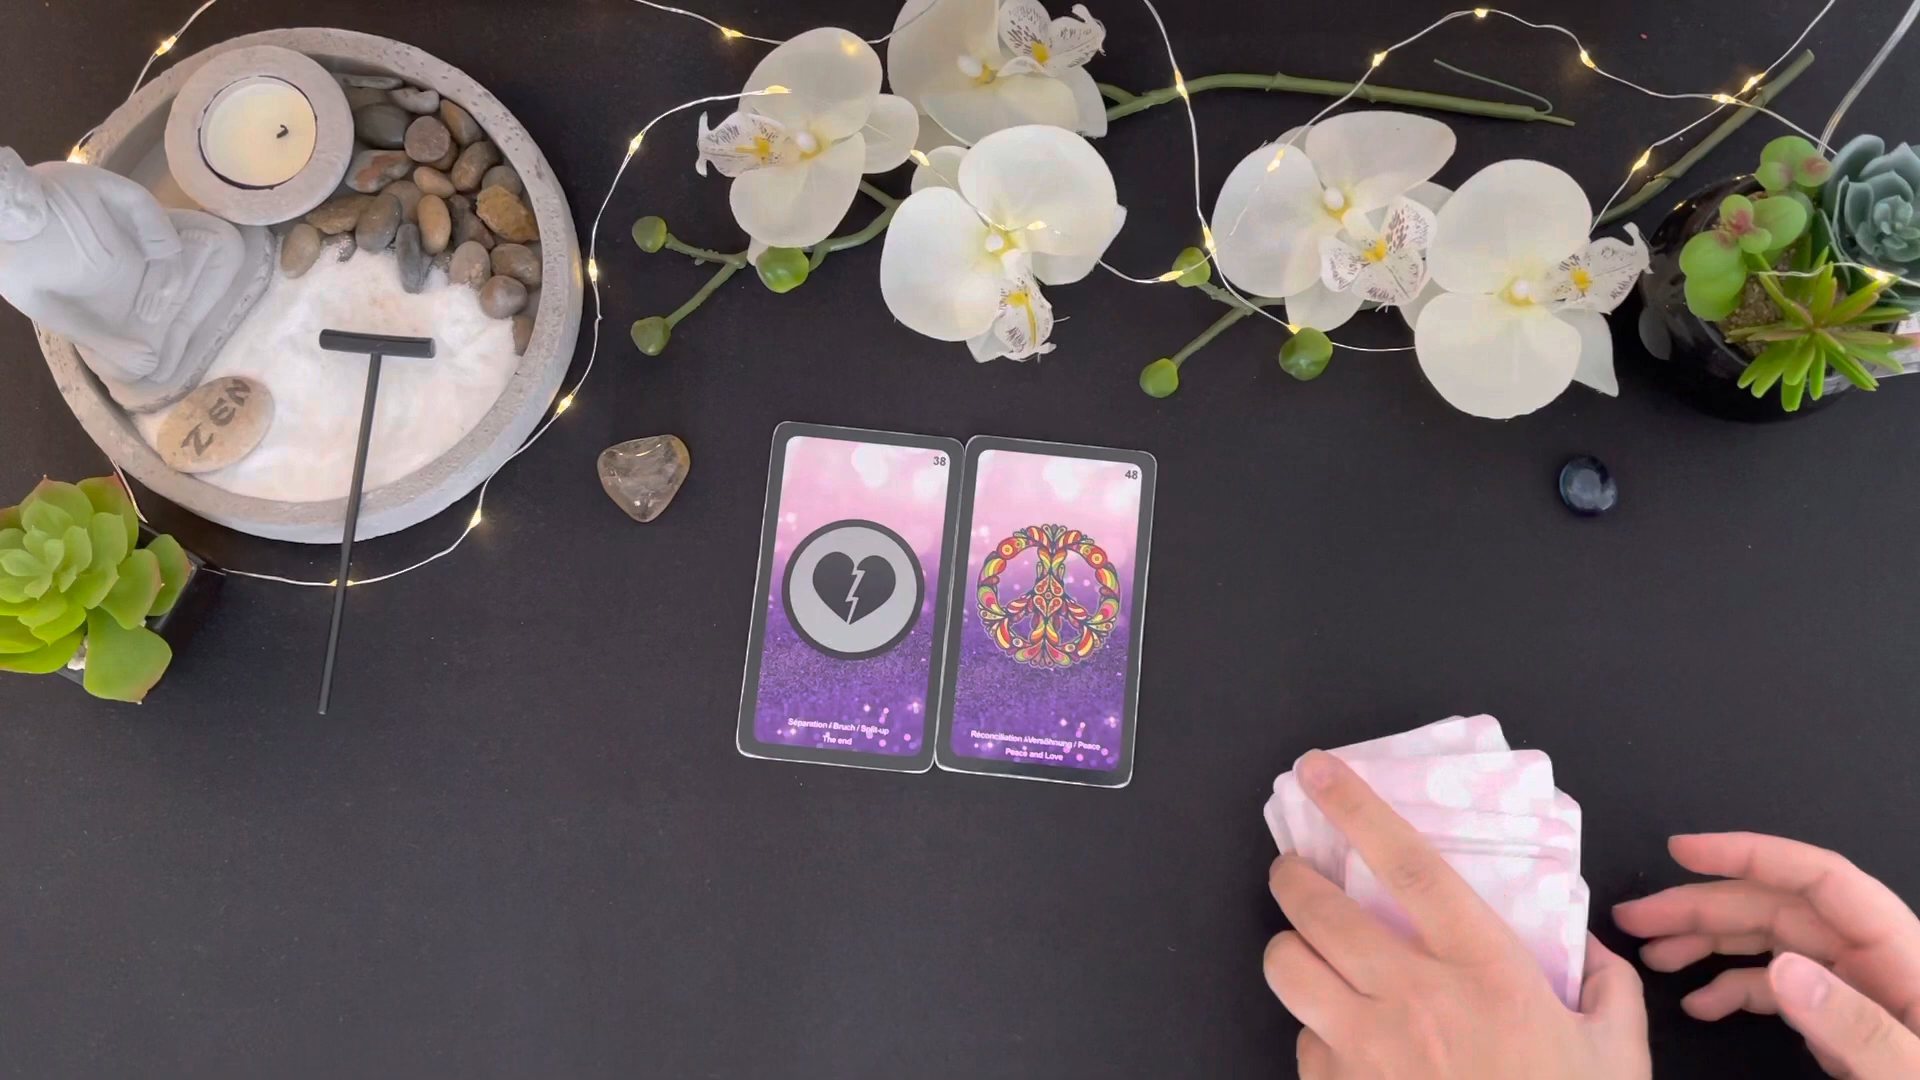 ZEN
38
Séparation / Bruch / Split-up
The end
48
Réconciliation / Versöhnung / Peace
Peace and Love